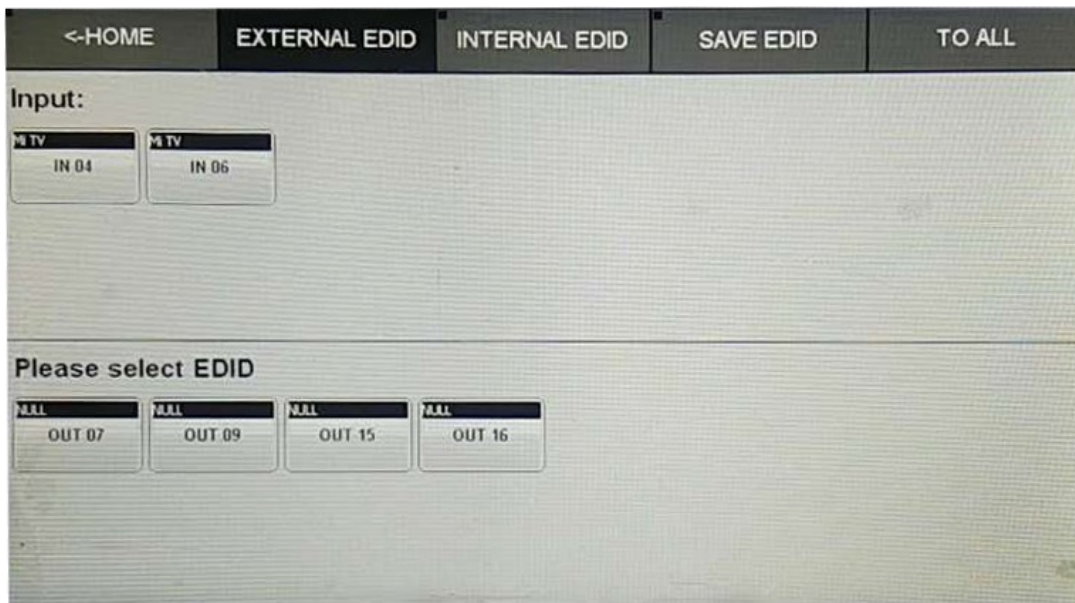 <-HOME EXTERNAL EDID INTERNAL EDID SAVE EDID TO ALL
Input:
Mi TV Mi TV
IN 04 IN 06
Please select EDID
NULL NULL NULL NULL
OUT 07 OUT 09 OUT 15 OUT 16